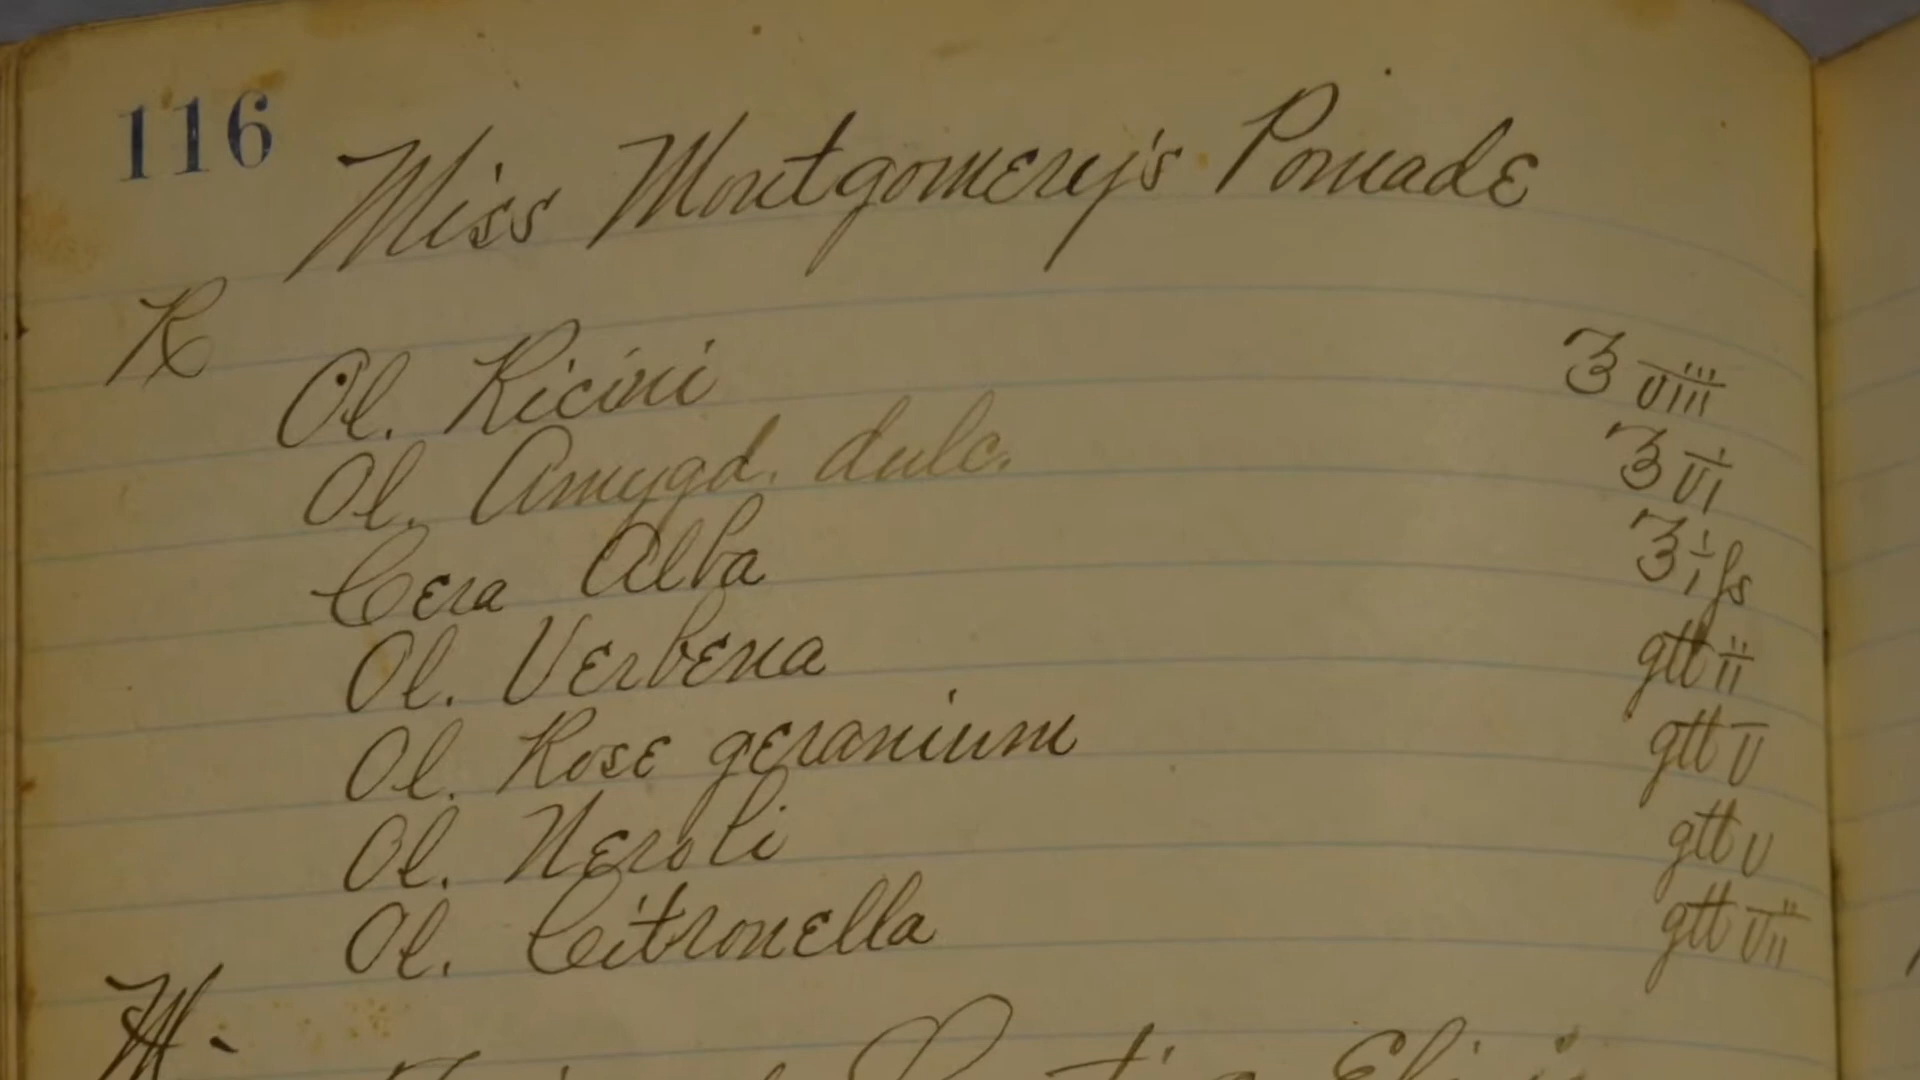 116
Miss Montgomery's Pomade
℞
Ol. Ricini ʒ viii
Ol. Amygd. dulc. ʒ vi
Cera Alba ʒ i ſs
Ol. Verbena gtt ii
Ol. Rose geranium gtt v
Ol. Neroli gtt v
Ol. Citronella gtt vii
M.